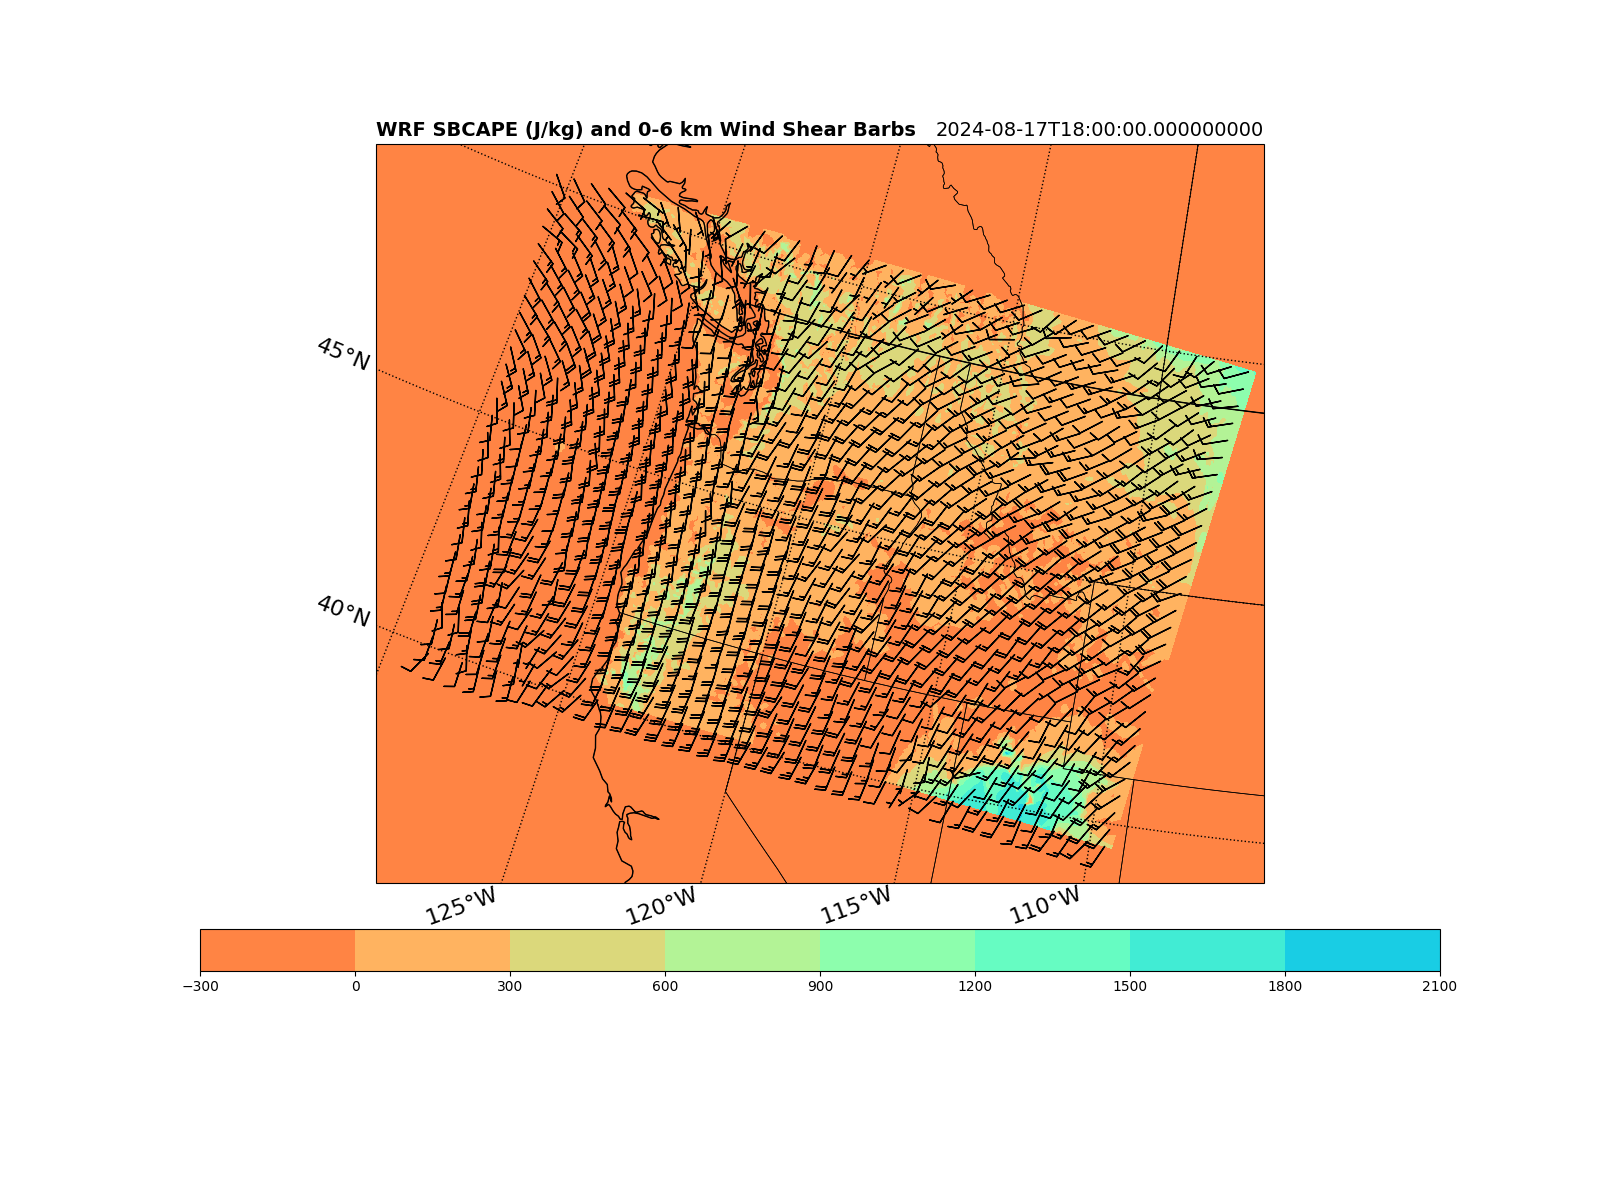 WRF SBCAPE (J/kg) and 0-6 km Wind Shear Barbs 2024-08-17T18:00:00.000000000
45°N
40°N
125°W 120°W 115°W 110°W
−300 0 300 600 900 1200 1500 1800 2100